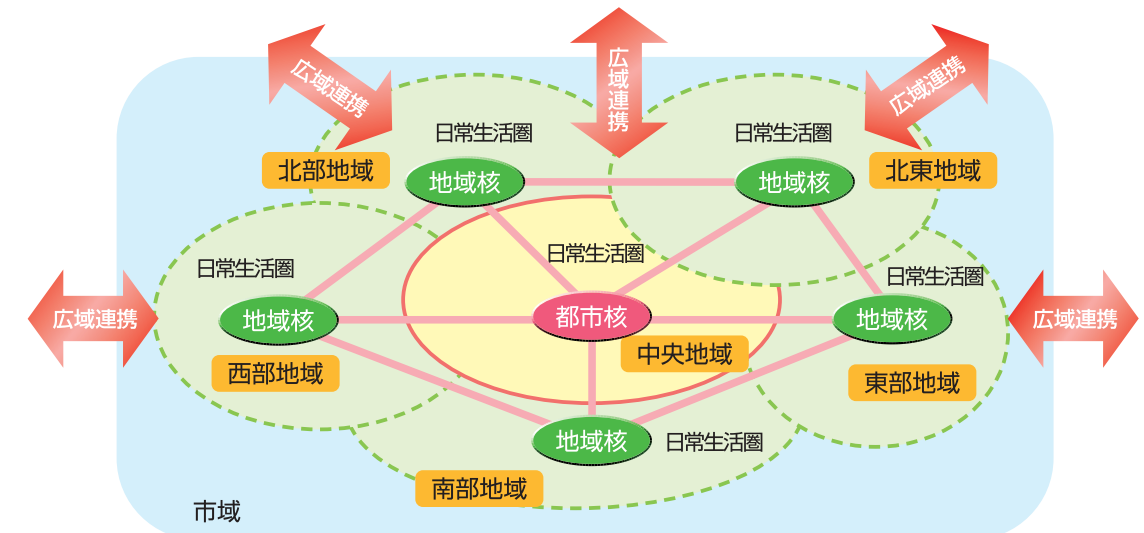 広域連携
広域連携
広域連携
日常生活圏
日常生活圏
北部地域
地域核
地域核
北東地域
日常生活圏
日常生活圏
日常生活圏
広域連携
地域核
都市核
地域核
広域連携
中央地域
西部地域
東部地域
地域核
日常生活圏
南部地域
市域